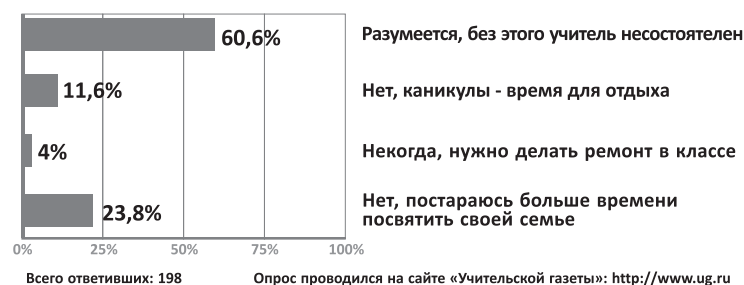 60,6% Разумеется, без этого учитель несостоятелен
11,6% Нет, каникулы - время для отдыха
4% Некогда, нужно делать ремонт в классе
23,8% Нет, постараюсь больше времени
посвятить своей семье
0% 25% 50% 75% 100%
Всего ответивших: 198 Опрос проводился на сайте «Учительской газеты»: http://www.ug.ru